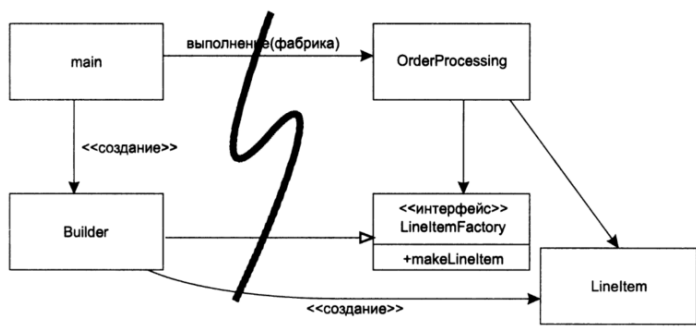 main
выполнение(фабрика)
OrderProcessing
<<создание>>
Builder
<<интерфейс>>
LineItemFactory
+makeLineItem
LineItem
<<создание>>